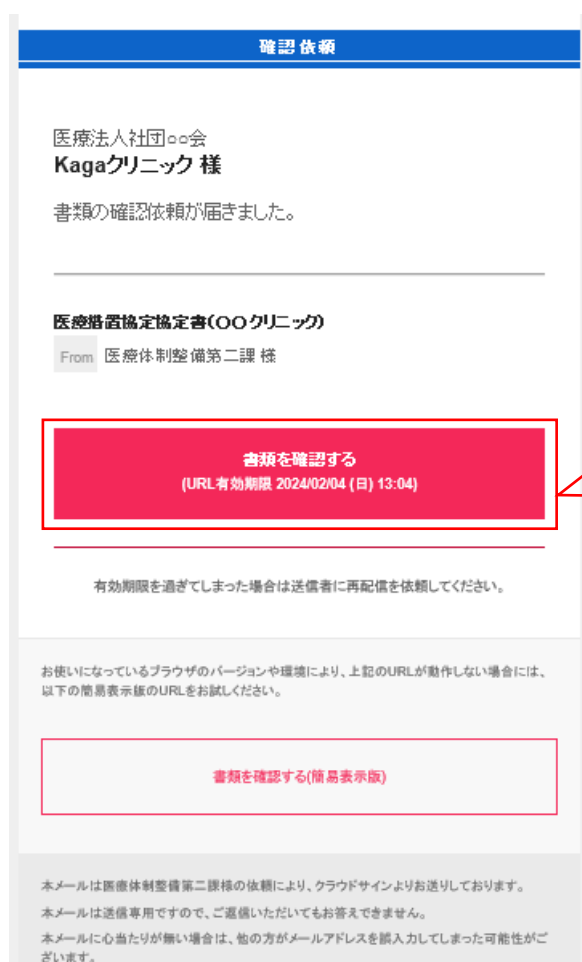 確認依頼
医療法人社団○○会
Kagaクリニック 様
書類の確認依頼が届きました。
医療措置協定協定書(〇〇クリニック)
From 医療体制整備第二課 様
書類を確認する
(URL有効期限 2024/02/04 (日) 13:04)
有効期限を過ぎてしまった場合は送信者に再配信を依頼してください。
お使いになっているブラウザのバージョンや環境により、上記のURLが動作しない場合には、
以下の簡易表示版のURLをお試しください。
書類を確認する(簡易表示版)
本メールは医療体制整備第二課様の依頼により、クラウドサインよりお送りしております。
本メールは送信専用ですので、ご返信いただいてもお答えできません。
本メールに心当たりが無い場合は、他の方がメールアドレスを誤入力してしまった可能性がご
ざいます。